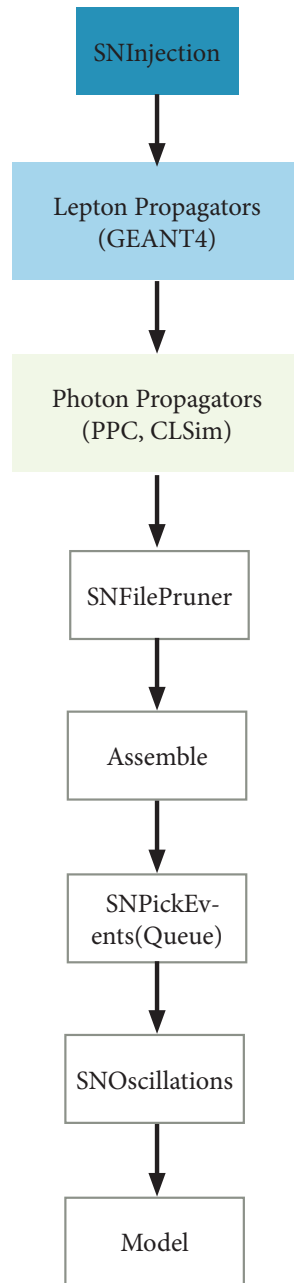 SNInjection
Lepton Propagators
(GEANT4)
Photon Propagators
(PPC, CLSim)
SNFilePruner
Assemble
SNPickEv-
ents(Queue)
SNOscillations
Model